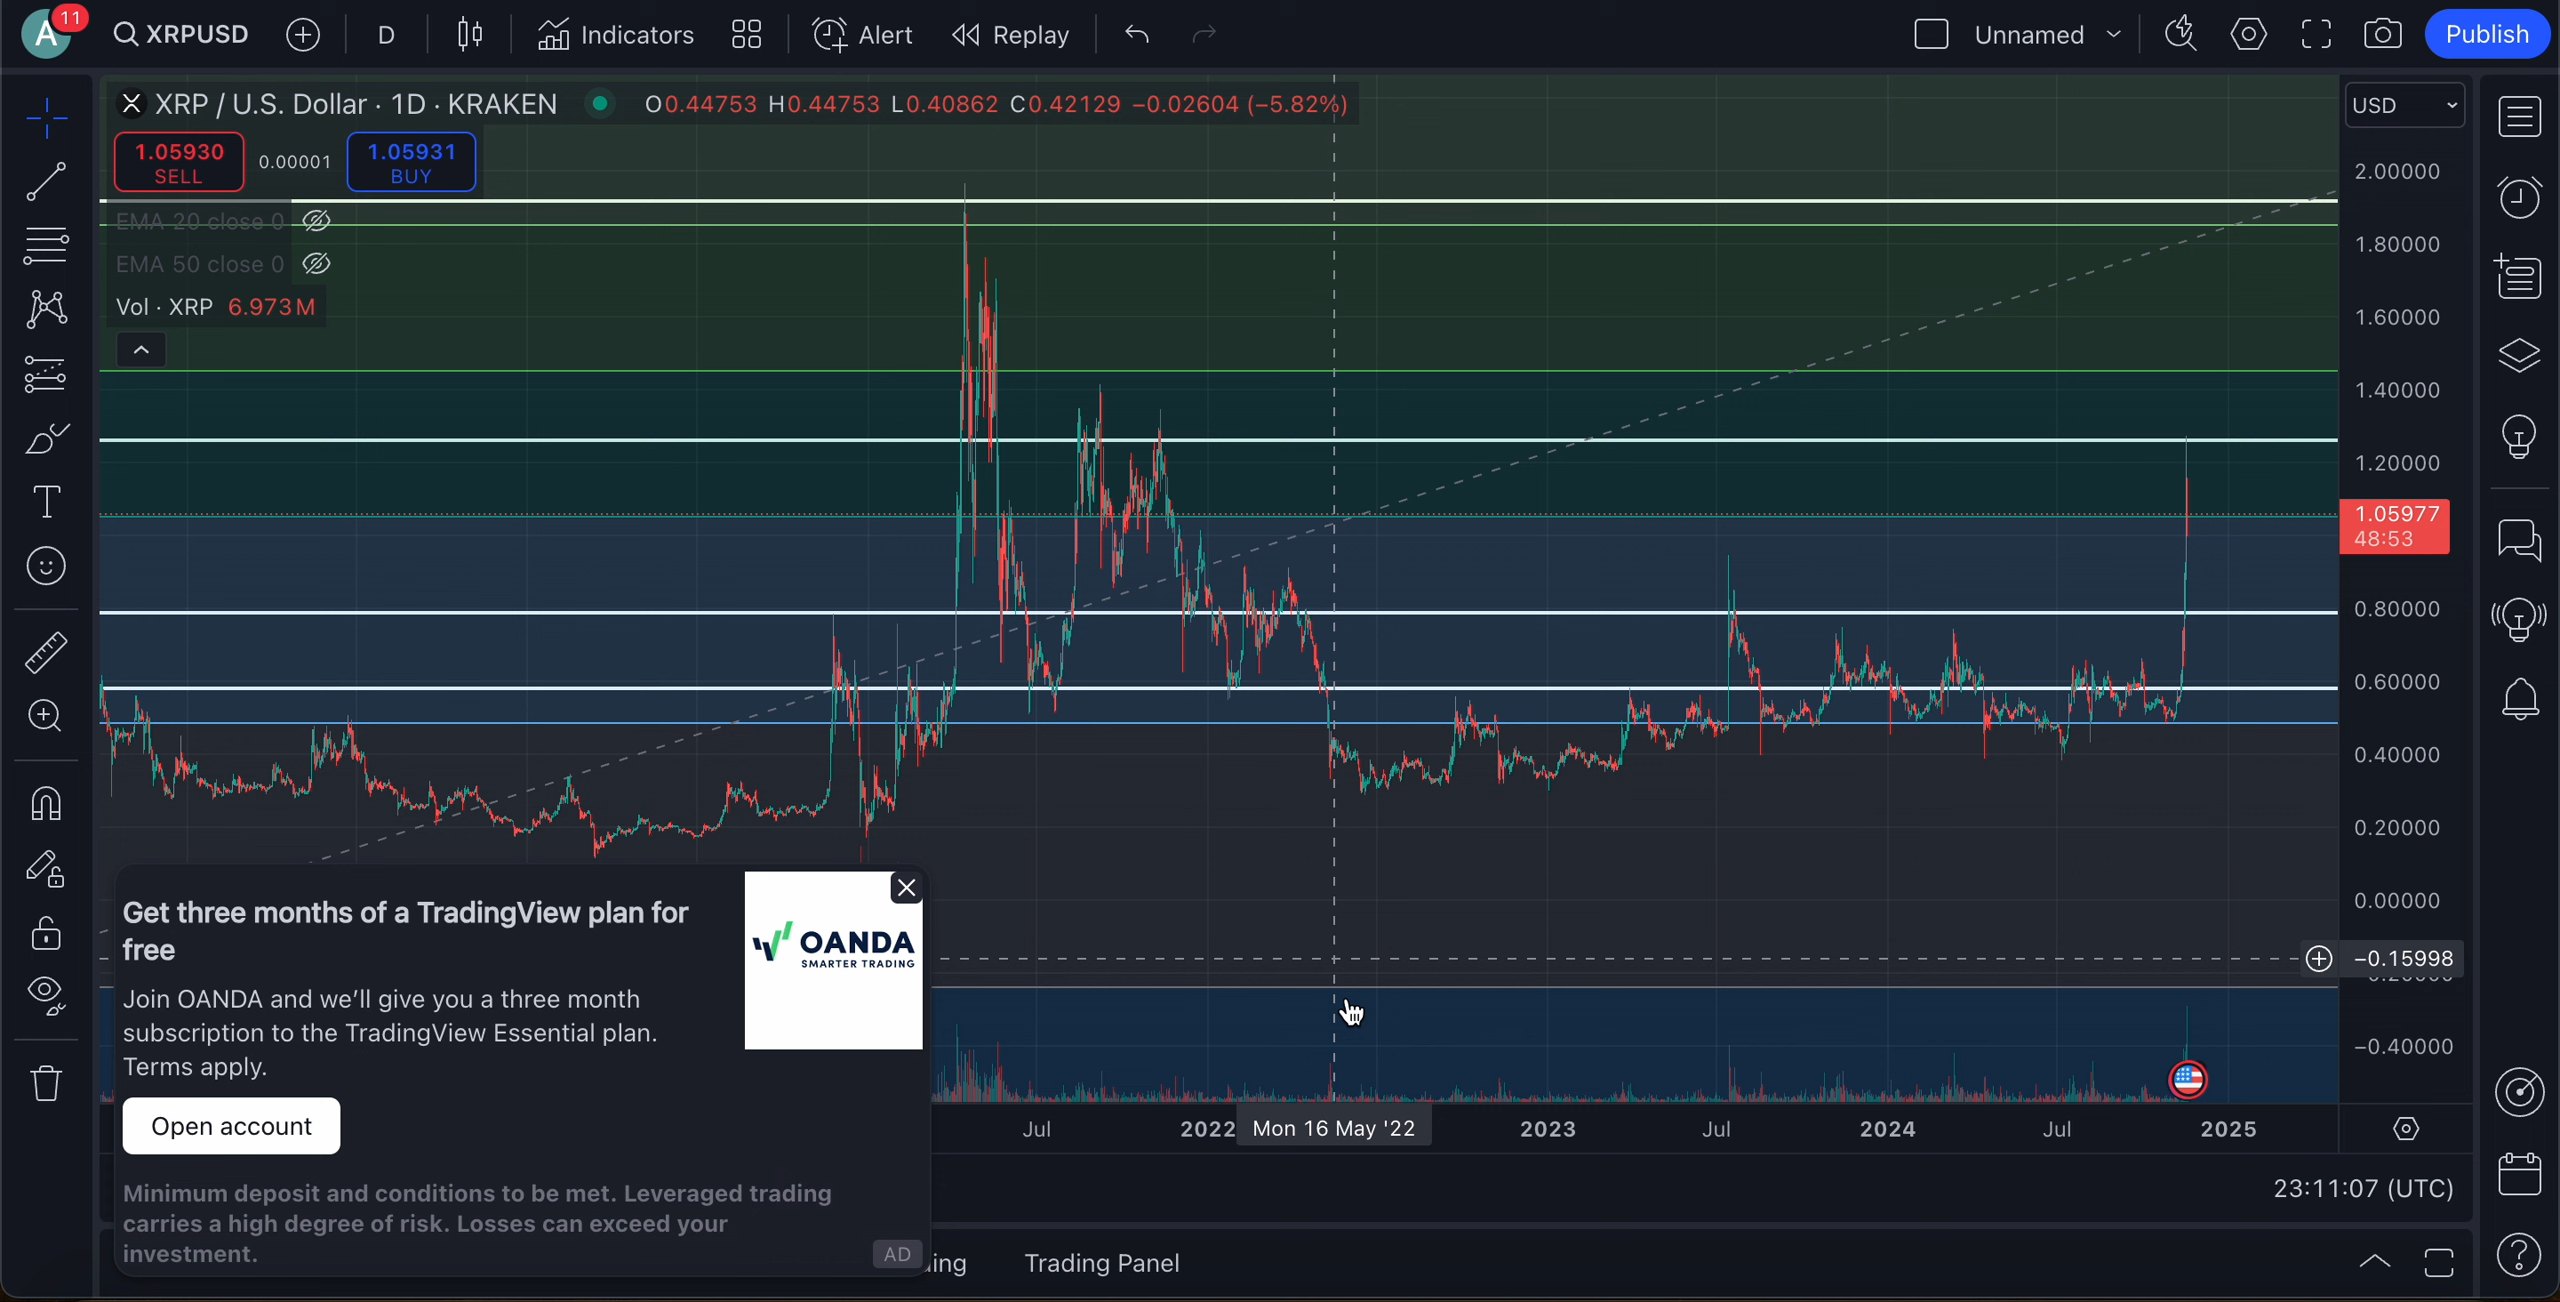 A
11
XRPUSD
D
Indicators
Alert
Replay
Unnamed
Publish
XRP / U.S. Dollar · 1D · KRAKEN
O0.44753 H0.44753 L0.40862 C0.42129 −0.02604 (−5.82%)
USD
1.05930
SELL
0.00001
1.05931
BUY
EMA 20 close 0
EMA 50 close 0
Vol · XRP 6.973M
2.00000
1.80000
1.60000
1.40000
1.20000
1.05977
48:53
0.80000
0.60000
0.40000
0.20000
0.00000
−0.15998
−0.40000
Get three months of a TradingView plan for
free
OANDA
SMARTER TRADING
Join OANDA and we'll give you a three month
subscription to the TradingView Essential plan.
Terms apply.
Open account
Minimum deposit and conditions to be met. Leveraged trading
carries a high degree of risk. Losses can exceed your
investment.
AD
Jul
2022
Mon 16 May '22
2023
Jul
2024
Jul
2025
23:11:07 (UTC)
ing
Trading Panel